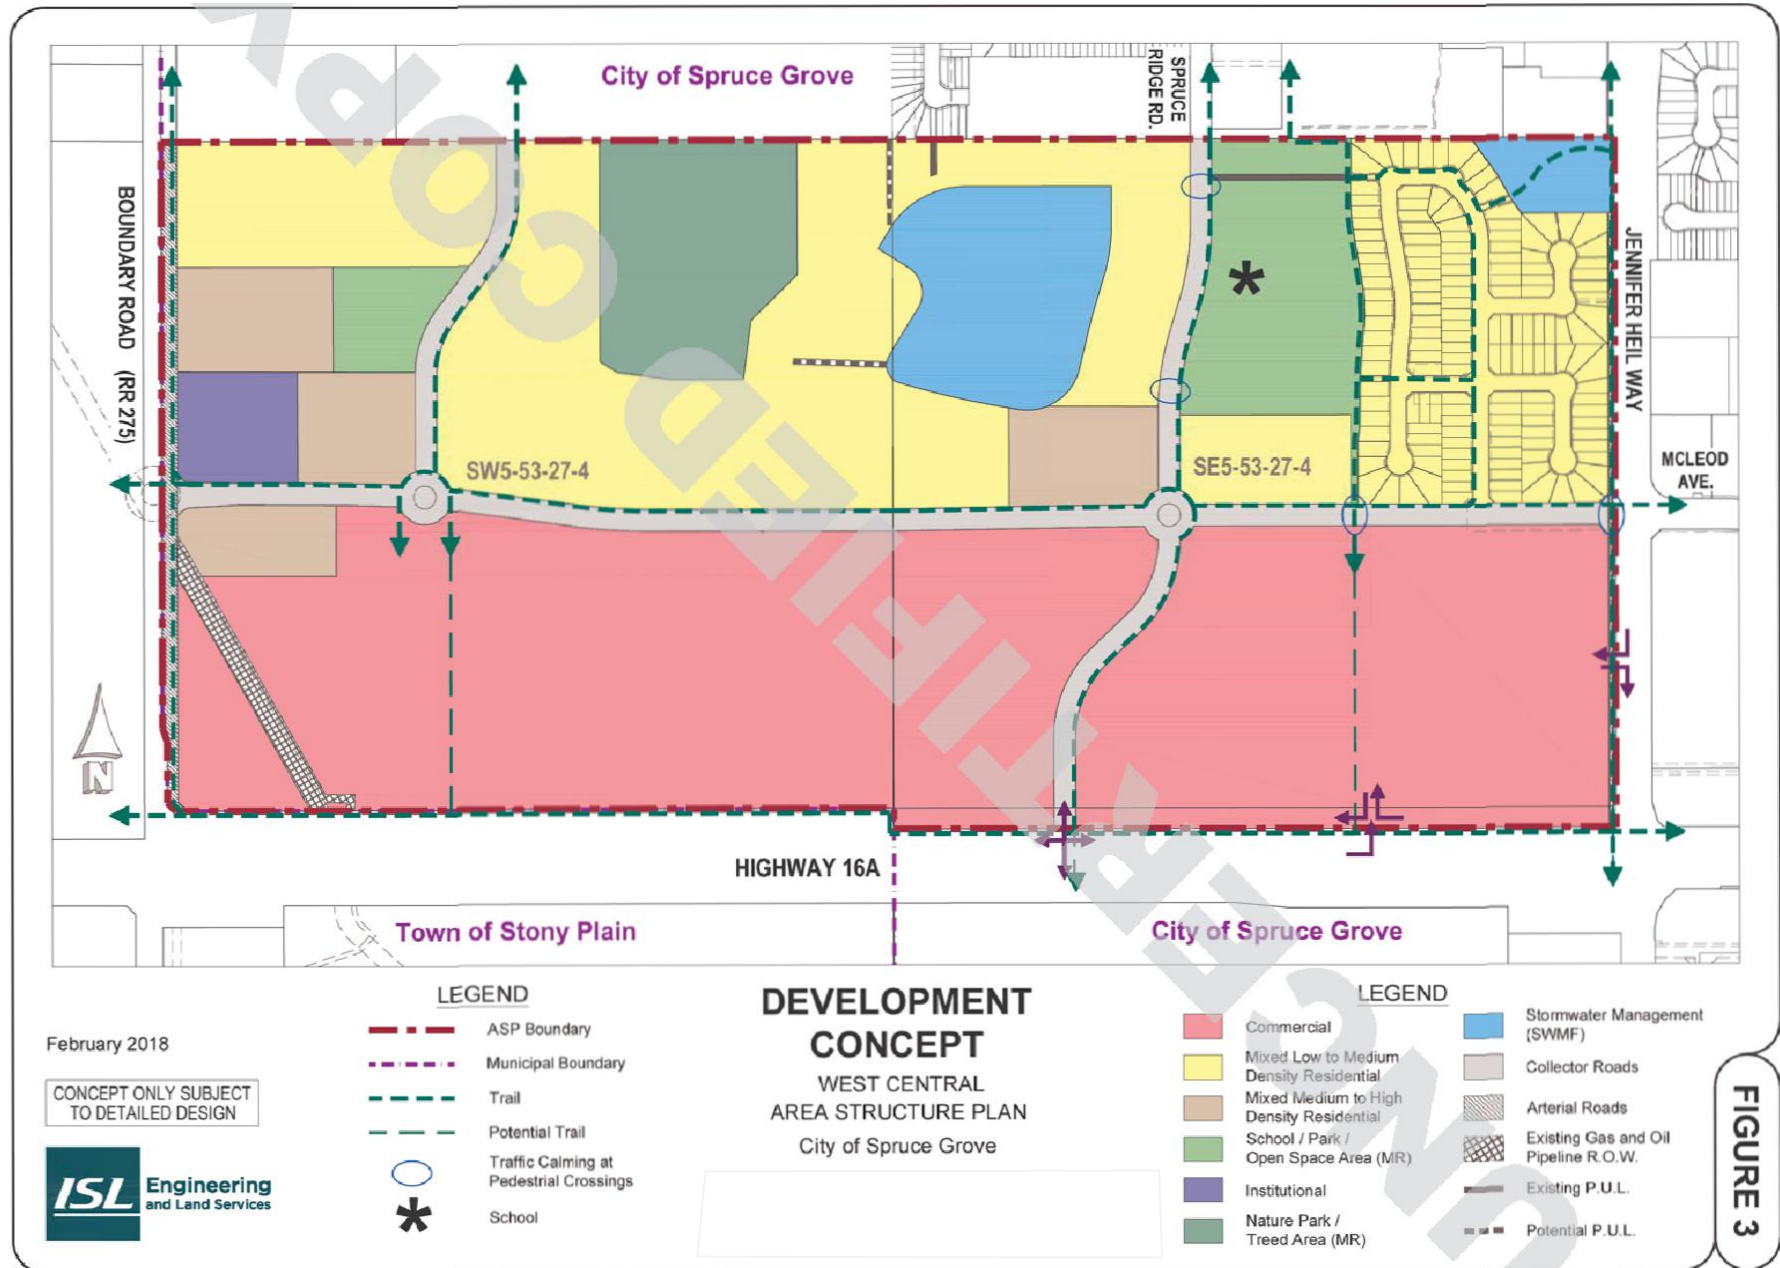 City of Spruce Grove
SPRUCE
RIDGE RD.
BOUNDARY ROAD (RR 275)
JENNIFER HEIL WAY
SW5-53-27-4
SE5-53-27-4
MCLEOD
AVE.
N
HIGHWAY 16A
Town of Stony Plain
City of Spruce Grove
UNCERTIFIED COPY
February 2018
CONCEPT ONLY SUBJECT
TO DETAILED DESIGN
ISL Engineering
and Land Services
LEGEND
ASP Boundary
Municipal Boundary
Trail
Potential Trail
Traffic Calming at
Pedestrial Crossings
School
DEVELOPMENT
CONCEPT
WEST CENTRAL
AREA STRUCTURE PLAN
City of Spruce Grove
LEGEND
Commercial
Mixed Low to Medium
Density Residential
Mixed Medium to High
Density Residential
School / Park /
Open Space Area (MR)
Institutional
Nature Park /
Treed Area (MR)
Stormwater Management
(SWMF)
Collector Roads
Arterial Roads
Existing Gas and Oil
Pipeline R.O.W.
Existing P.U.L.
Potential P.U.L.
FIGURE 3